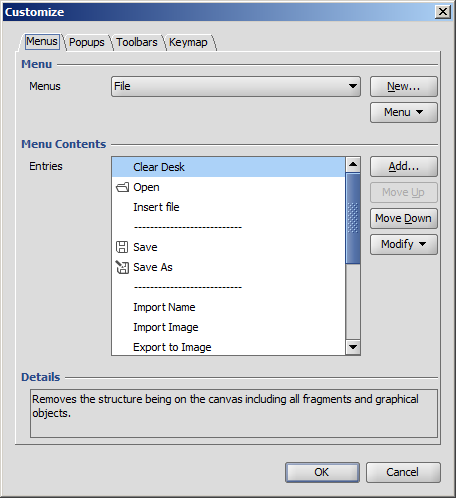 Customize
Menus Popups Toolbars Keymap
Menu
Menus File New...
Menu
Menu Contents
Entries Clear Desk Add...
Open Move Up
Insert file Move Down
---------------------------
Save Modify
Save As
---------------------------
Import Name
Import Image
Export to Image
Details
Removes the structure being on the canvas including all fragments and graphical
objects.
OK Cancel